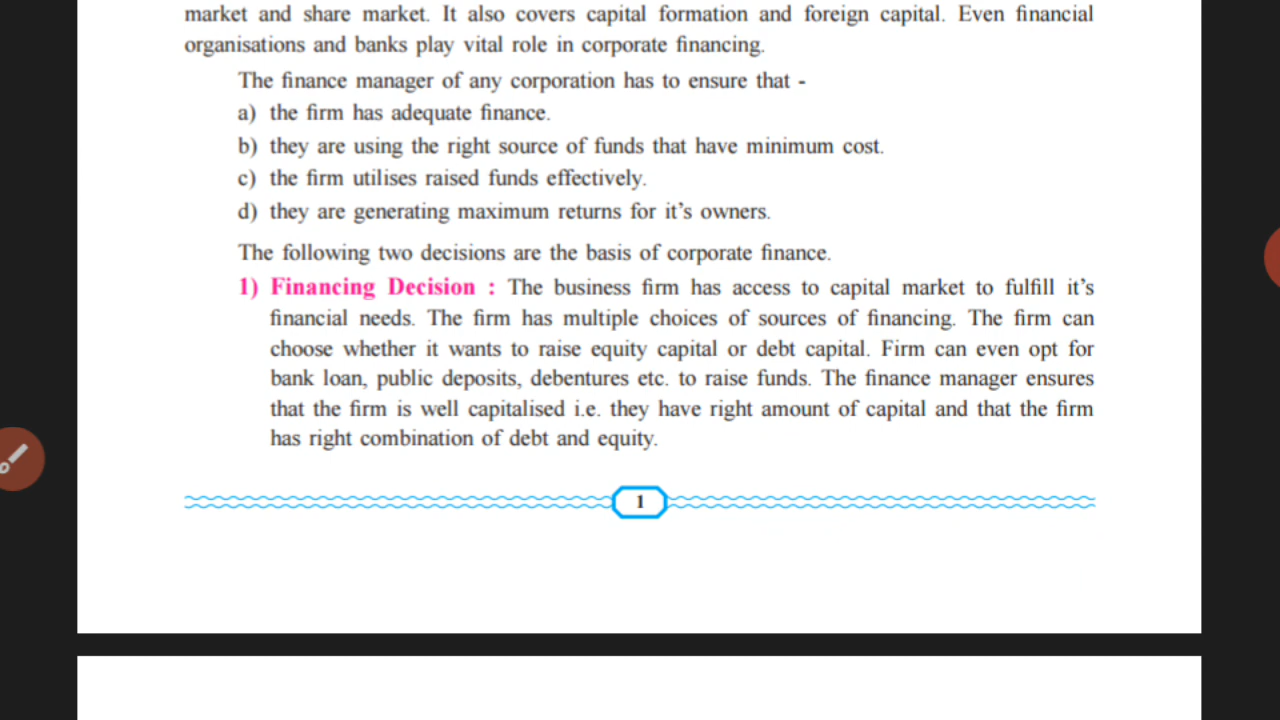 market and share market. It also covers capital formation and foreign capital. Even financial
organisations and banks play vital role in corporate financing.
The finance manager of any corporation has to ensure that -
a) the firm has adequate finance.
b) they are using the right source of funds that have minimum cost.
c) the firm utilises raised funds effectively.
d) they are generating maximum returns for it's owners.
The following two decisions are the basis of corporate finance.
1) Financing Decision : The business firm has access to capital market to fulfill it's
financial needs. The firm has multiple choices of sources of financing. The firm can
choose whether it wants to raise equity capital or debt capital. Firm can even opt for
bank loan, public deposits, debentures etc. to raise funds. The finance manager ensures
that the firm is well capitalised i.e. they have right amount of capital and that the firm
has right combination of debt and equity.
1